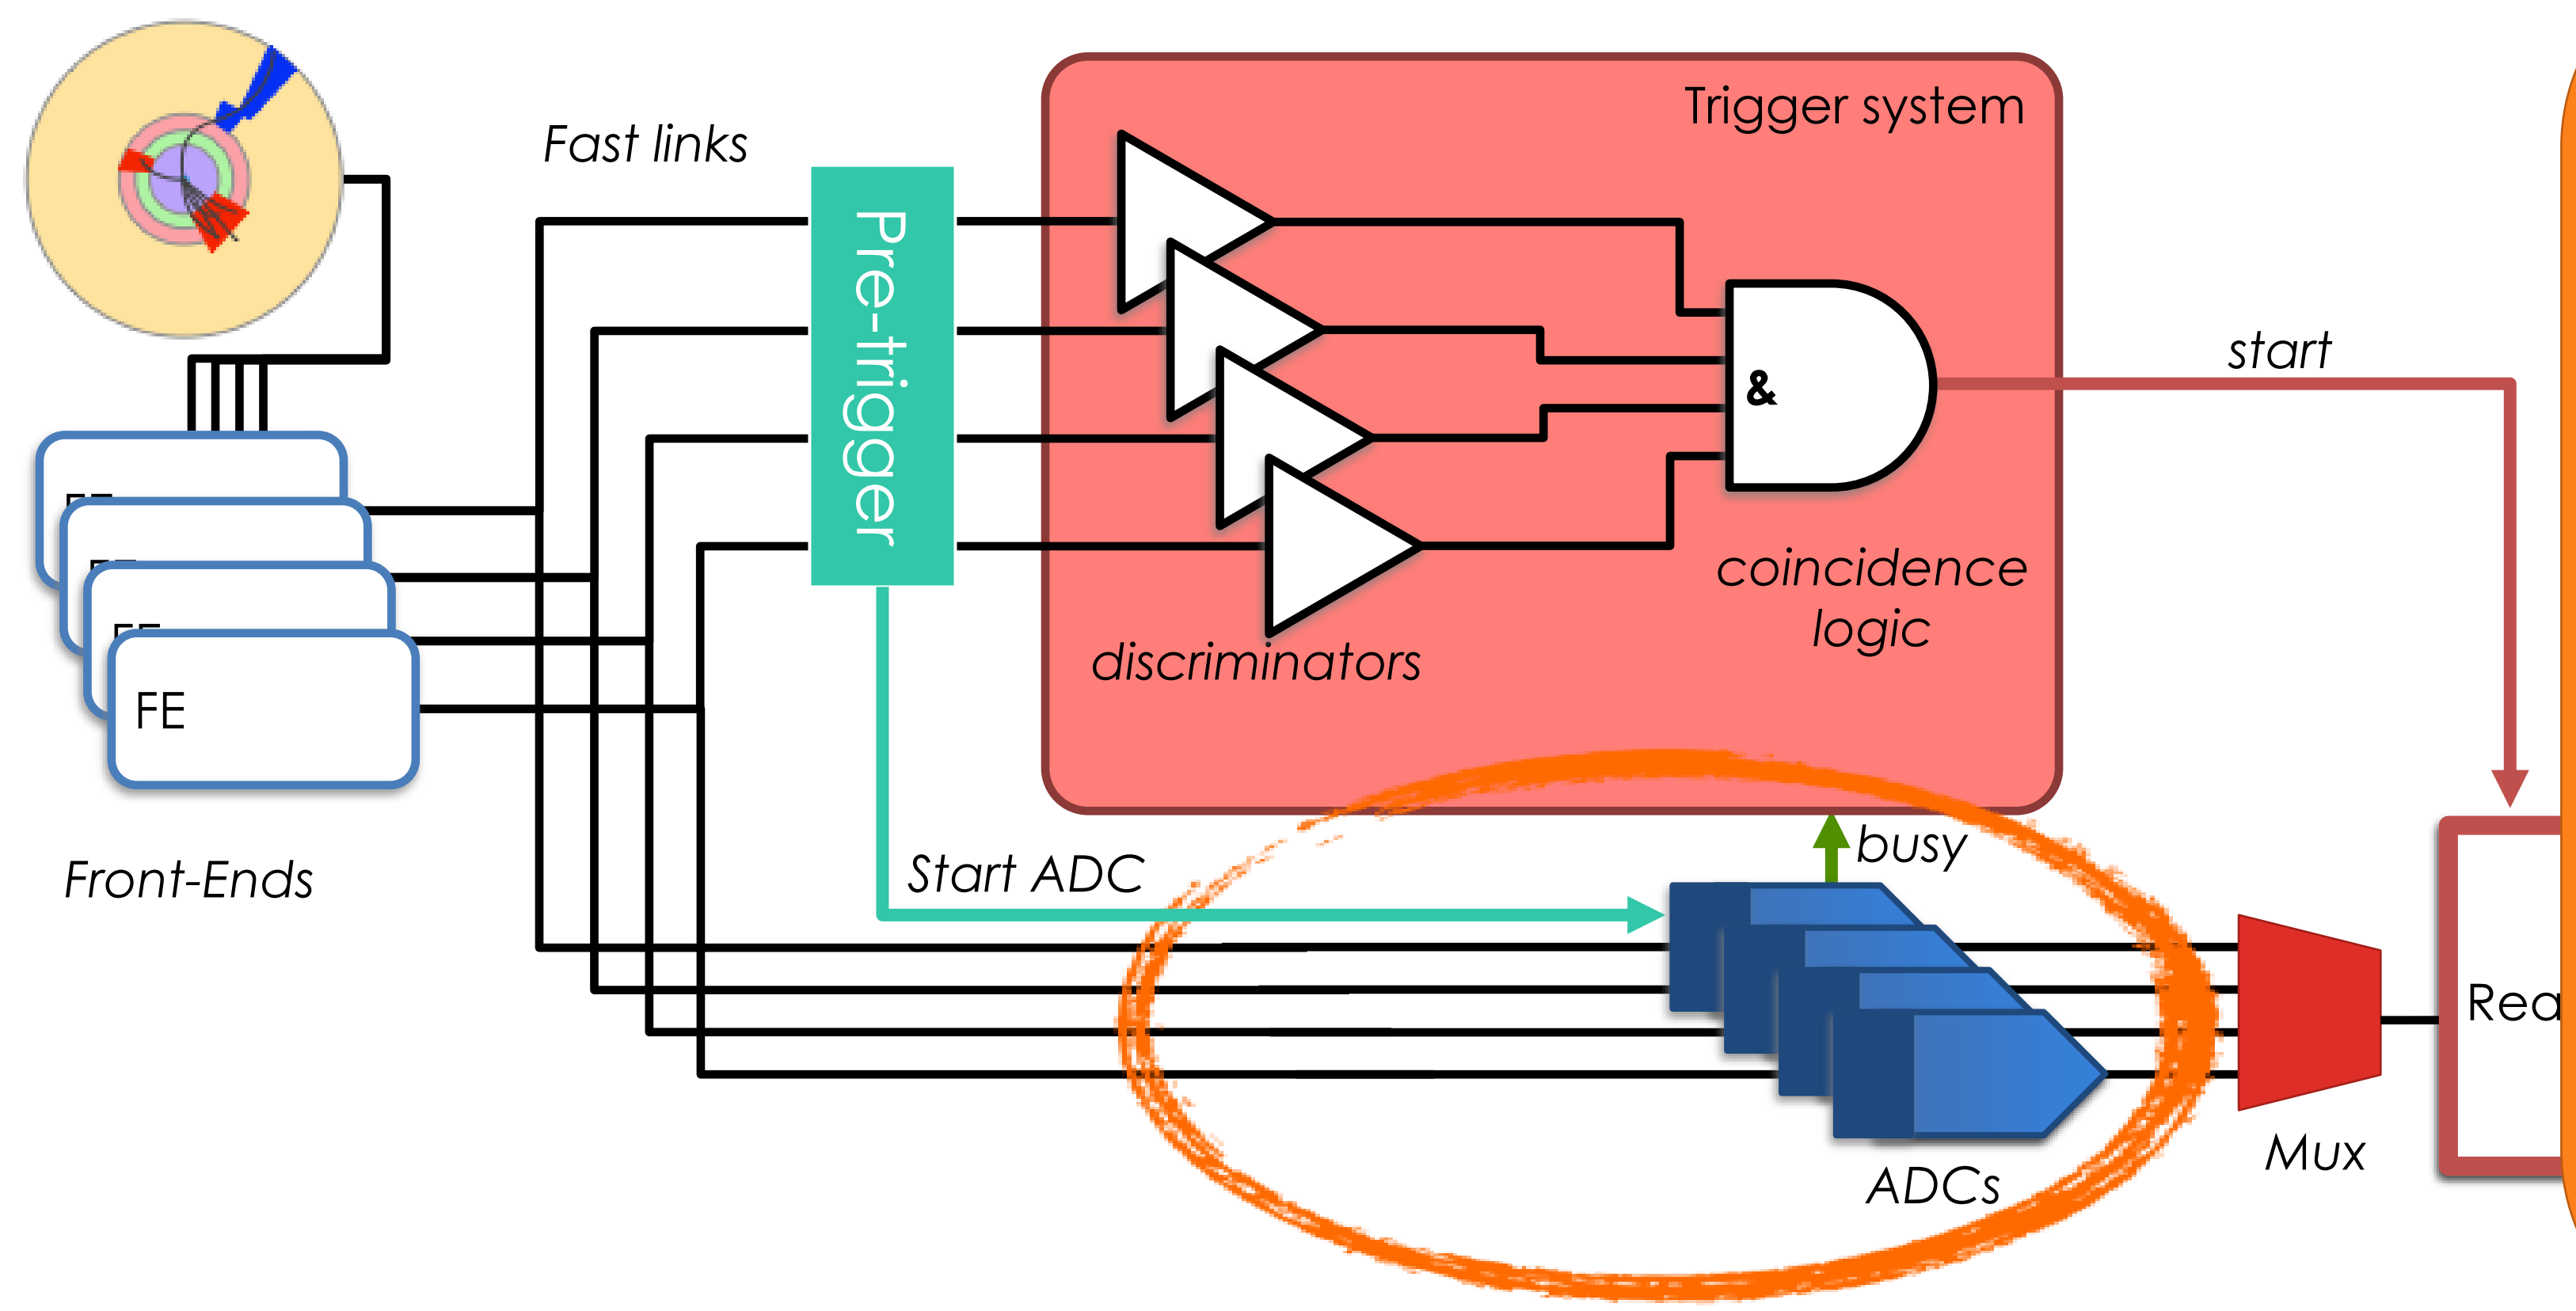 Trigger system
Fast links
Pre-trigger
&
start
FE
coincidence
logic
discriminators
Front-Ends
Start ADC
busy
Mux
ADCs